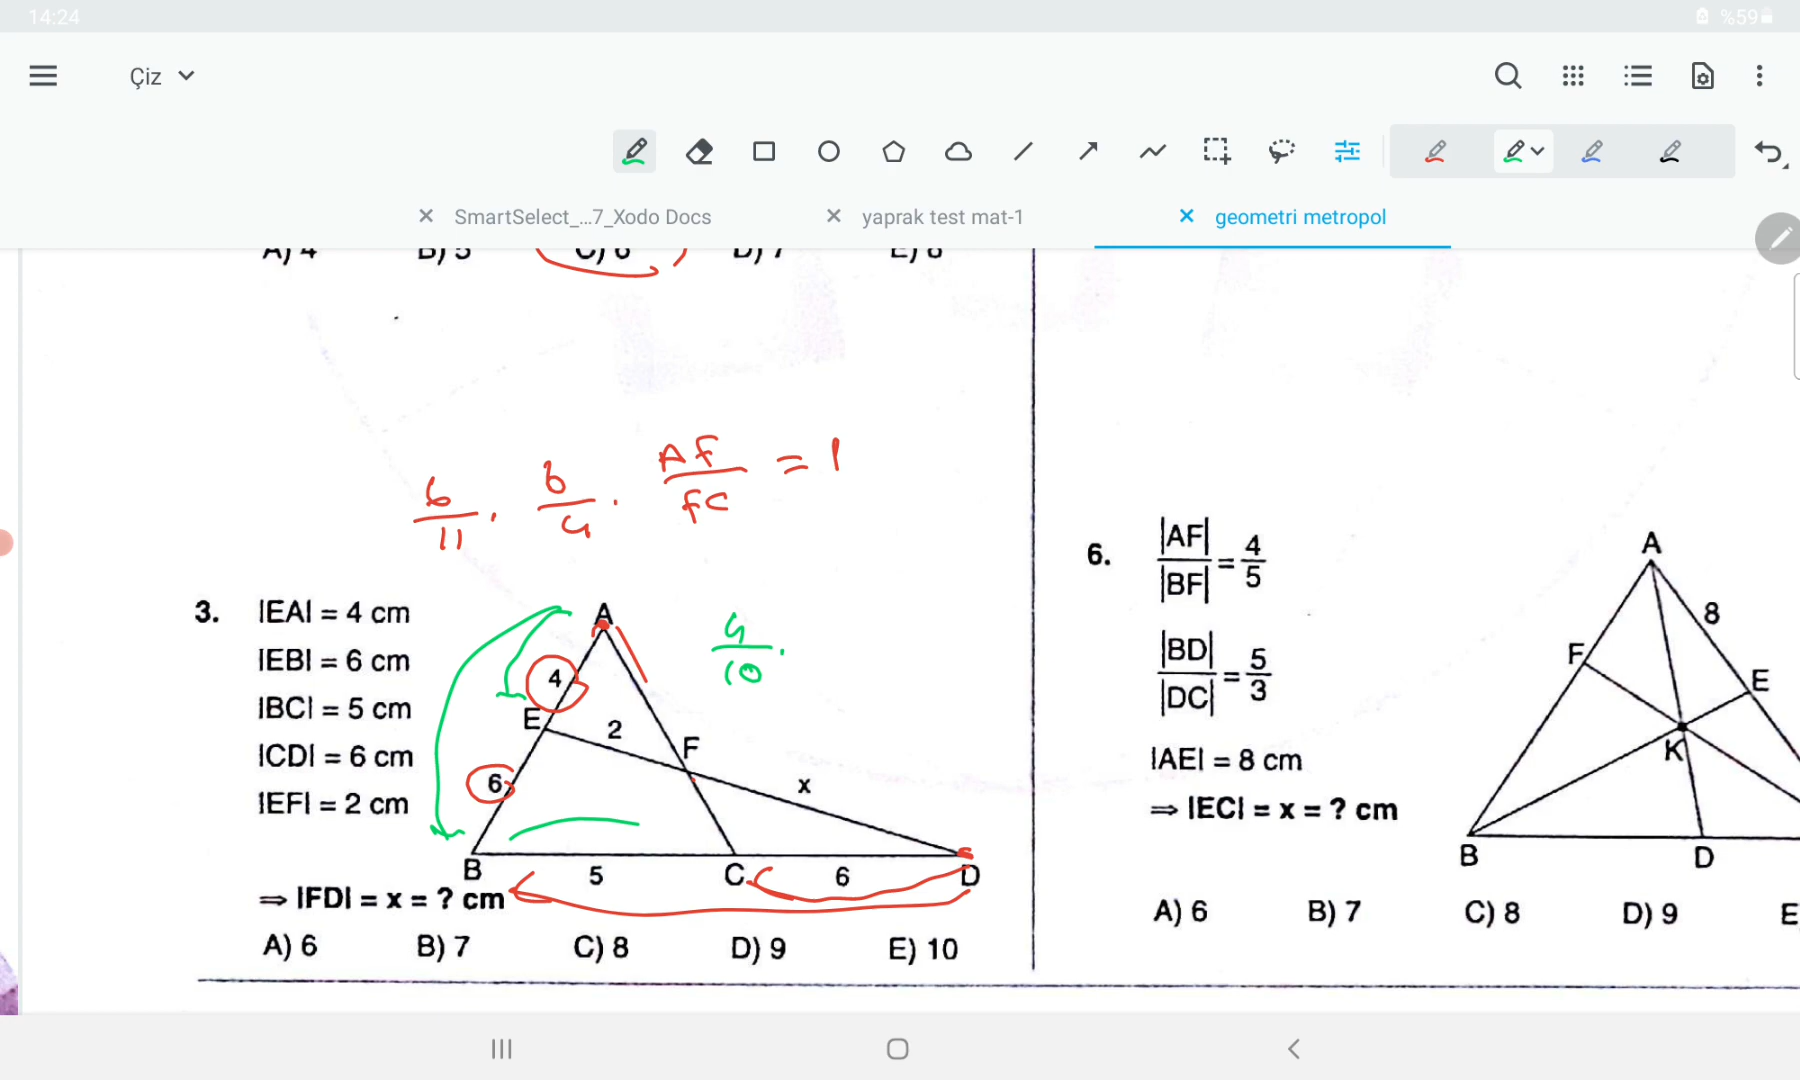 14:24
%59
Çiz
SmartSelect_...7_Xodo Docs
yaprak test mat-1
geometri metropol
A) 4 B) 5 C) 6 D) 7 E) 8
6/11 . 6/4 . AF/FC = 1
3. |EA| = 4 cm
|EB| = 6 cm
|BC| = 5 cm
|CD| = 6 cm
|EF| = 2 cm
⇒ |FD| = x = ? cm
A) 6 B) 7 C) 8 D) 9 E) 10
A
4
E
2
F
6
x
B
5
C
6
D
4/10 .
6. |AF|/|BF| = 4/5
|BD|/|DC| = 5/3
|AE| = 8 cm
⇒ |EC| = x = ? cm
A) 6 B) 7 C) 8 D) 9 E
A
8
F
E
K
B
D